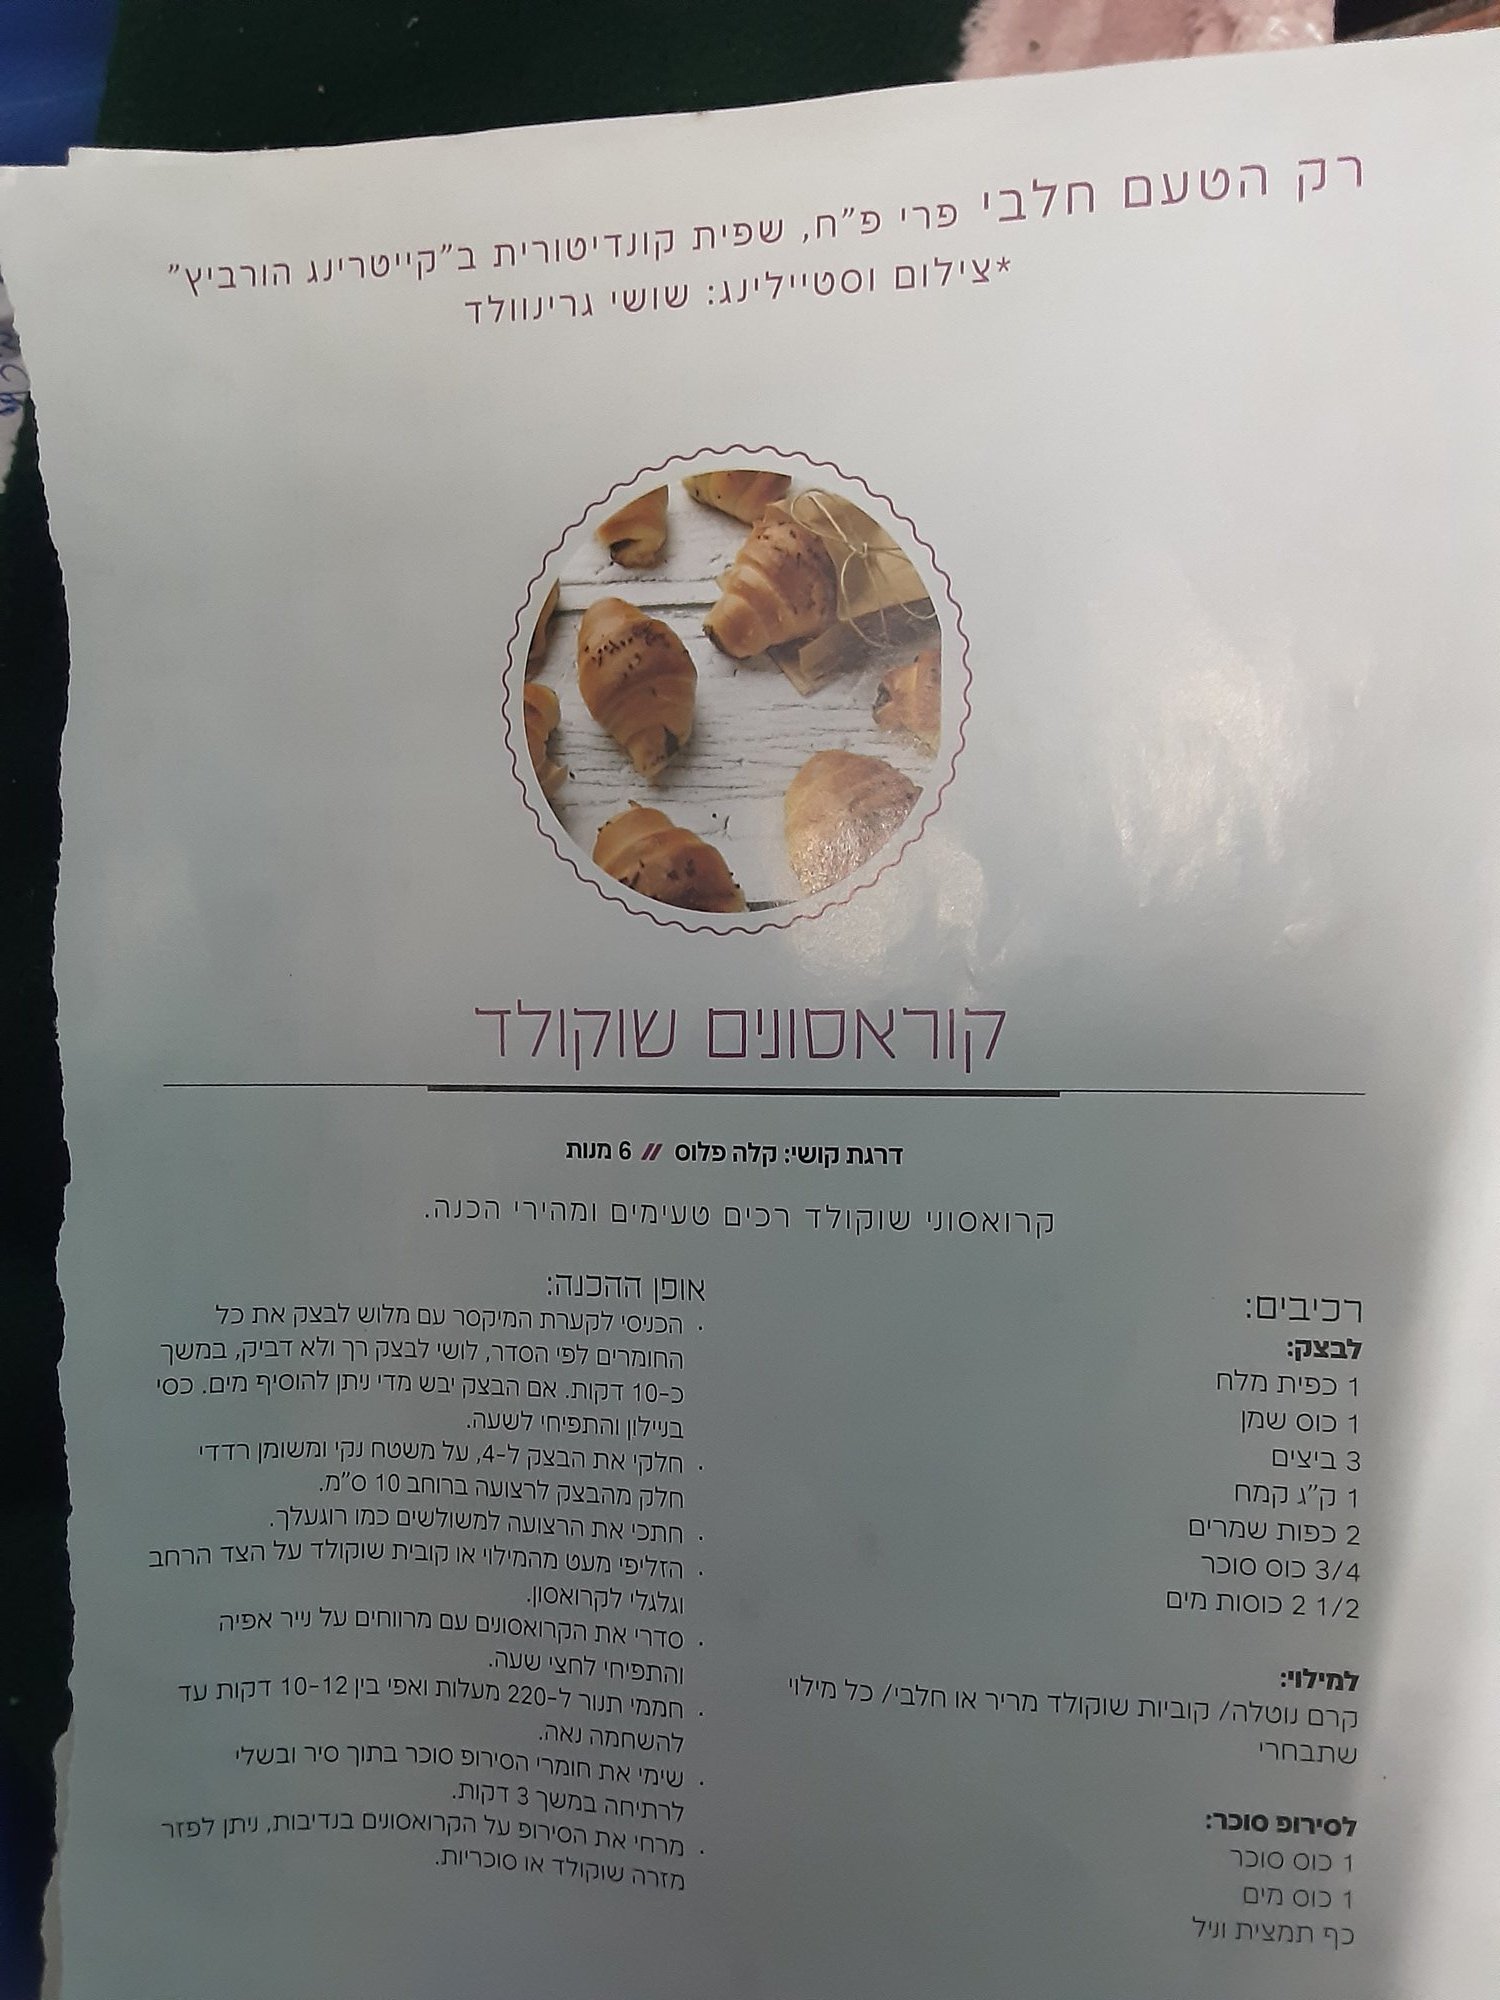 רק הטעם חלבי פרי פ"ח, שפית קונדיטורית ב"קייטרינג הורביץ"
*צילום וסטיילינג: שושי גרינוולד
קוראסונים שוקולד
דרגת קושי: קלה פלוס // 6 מנות
קרואסוני שוקולד רכים טעימים ומהירי הכנה.
רכיבים:
לבצק:
1 כפית מלח
1 כוס שמן
3 ביצים
1 ק"ג קמח
2 כפות שמרים
3/4 כוס סוכר
2 1/2 כוסות מים
למילוי:
קרם נוטלה/ קוביות שוקולד מריר או חלבי/ כל מילוי
שתבחרי
לסירופ סוכר:
1 כוס סוכר
1 כוס מים
כף תמצית וניל
אופן ההכנה:
· הכניסי לקערת המיקסר עם מלוש לבצק את כל
החומרים לפי הסדר, לושי לבצק רך ולא דביק, במשך
כ-10 דקות. אם הבצק יבש מדי ניתן להוסיף מים. כסי
בניילון והתפיחי לשעה.
· חלקי את הבצק ל-4, על משטח נקי ומשומן רדדי
חלק מהבצק לרצועה ברוחב 10 ס"מ.
· חתכי את הרצועה למשולשים כמו רוגעלך.
· הזליפי מעט מהמילוי או קובית שוקולד על הצד הרחב
וגלגלי לקרואסון.
· סדרי את הקרואסונים עם מרווחים על נייר אפיה
והתפיחי לחצי שעה.
· חממי תנור ל-220 מעלות ואפי בין 10-12 דקות עד
להשחמה נאה.
· שימי את חומרי הסירופ סוכר בתוך סיר ובשלי
לרתיחה במשך 3 דקות.
· מרחי את הסירופ על הקרואסונים בנדיבות, ניתן לפזר
מזרה שוקולד או סוכריות.